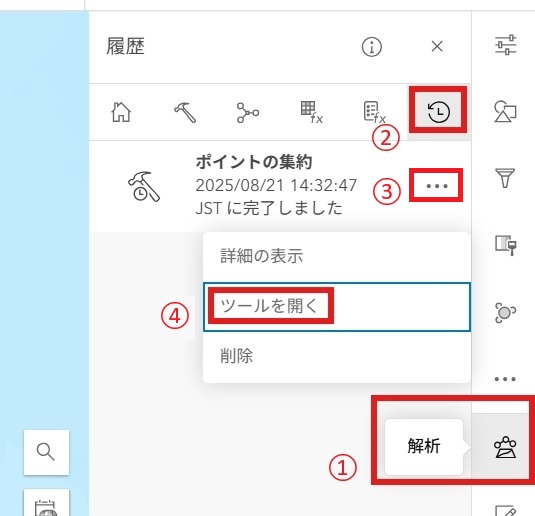 履歴
fx
fx
②
ポイントの集約
2025/08/21 14:32:47
JST に完了しました
③
詳細の表示
④
ツールを開く
削除
解析
①